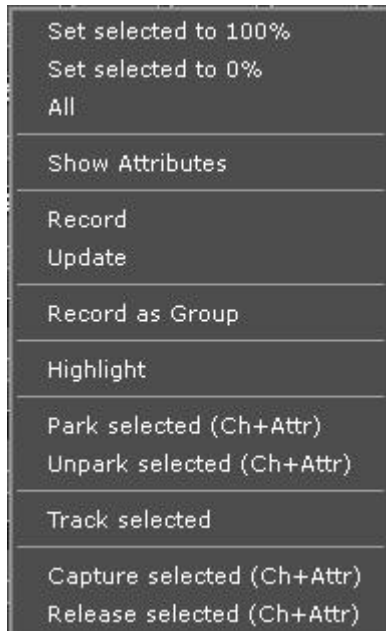 Set selected to 100%
Set selected to 0%
All
Show Attributes
Record
Update
Record as Group
Highlight
Park selected (Ch+Attr)
Unpark selected (Ch+Attr)
Track selected
Capture selected (Ch+Attr)
Release selected (Ch+Attr)